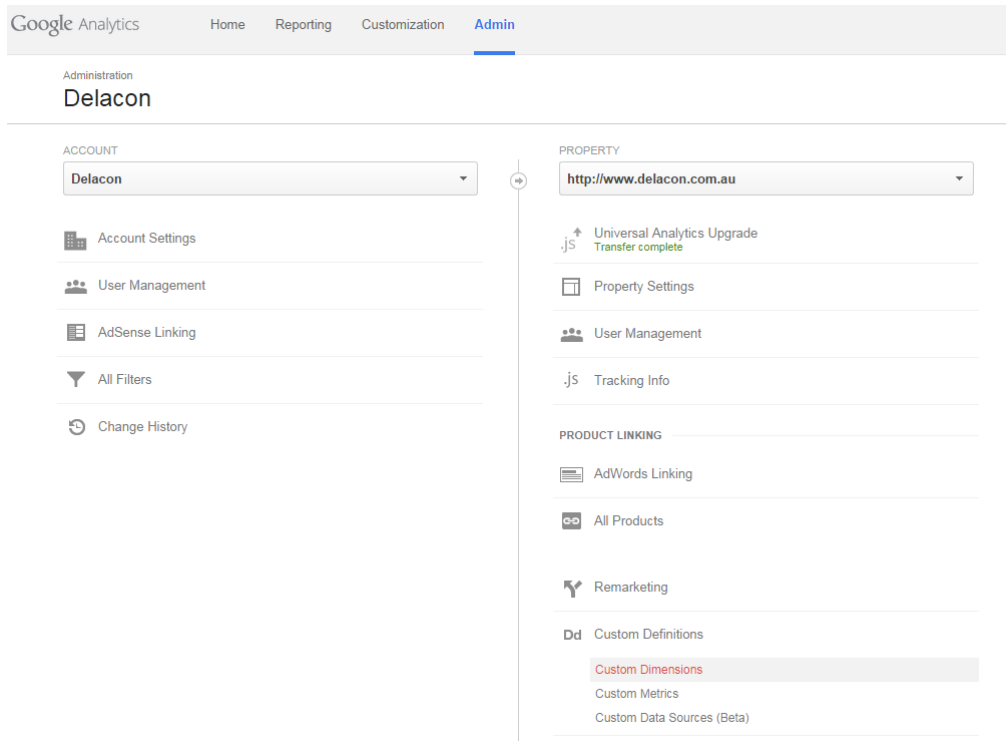 Google Analytics Home Reporting Customization Admin
Administration
Delacon
ACCOUNT
Delacon
Account Settings
User Management
AdSense Linking
All Filters
Change History
PROPERTY
http://www.delacon.com.au
.js Universal Analytics Upgrade
Transfer complete
Property Settings
User Management
.js Tracking Info
PRODUCT LINKING
AdWords Linking
All Products
Remarketing
Dd Custom Definitions
Custom Dimensions
Custom Metrics
Custom Data Sources (Beta)